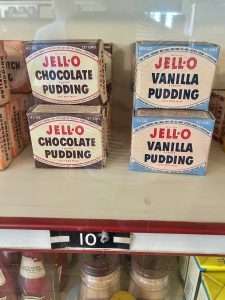 JELL-O
CHOCOLATE
PUDDING
JELL-O
VANILLA
PUDDING
JELL-O
CHOCOLATE
PUDDING
JELL-O
VANILLA
PUDDING
10